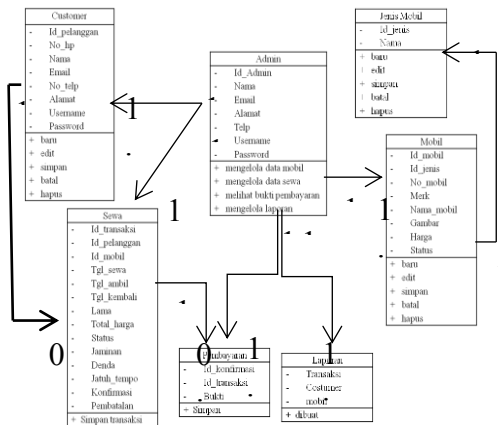 Customer
- Id_pelanggan
- No_hp
- Nama
- Email
- No_telp
- Alamat
- Username
- Password
+ baru
+ edit
+ simpan
+ batal
+ hapus
Admin
- Id_Admin
- Nama
- Email
- Alamat
- Telp
- Username
- Password
+ mengelola data mobil
+ mengelola data sewa
+ melihat bukti pembayaran
+ mengelola laporan
Jenis Mobil
- Id_jenis
- Nama
+ baru
+ edit
+ simpan
+ batal
+ hapus
Mobil
- Id_mobil
- Id_jenis
- No_mobil
- Merk
- Nama_mobil
- Gambar
- Harga
- Status
+ baru
+ edit
+ simpan
+ batal
+ hapus
Sewa
- Id_transaksi
- Id_pelanggan
- Id_mobil
- Tgl_sewa
- Tgl_ambil
- Tgl_kembali
- Lama
- Total_harga
- Status
- Jaminan
- Denda
- Jatuh_tempo
- Konfirmasi
- Pembatalan
+ Simpan transaksi
Pembayaran
- Id_konfirmasi
- Id_transaksi
- Bukti
+ Simpan
Laporan
- Transaksi
- Costumer
- mobil
+ dibuat
1
1
1
0
0
1
1